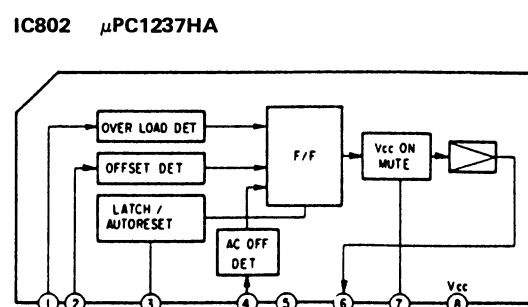 IC802 μPC1237HA
OVER LOAD DET
OFFSET DET
LATCH /
AUTORESET
F/F
Vcc ON
MUTE
AC OFF
DET
Vcc
1 2 3 4 5 6 7 8